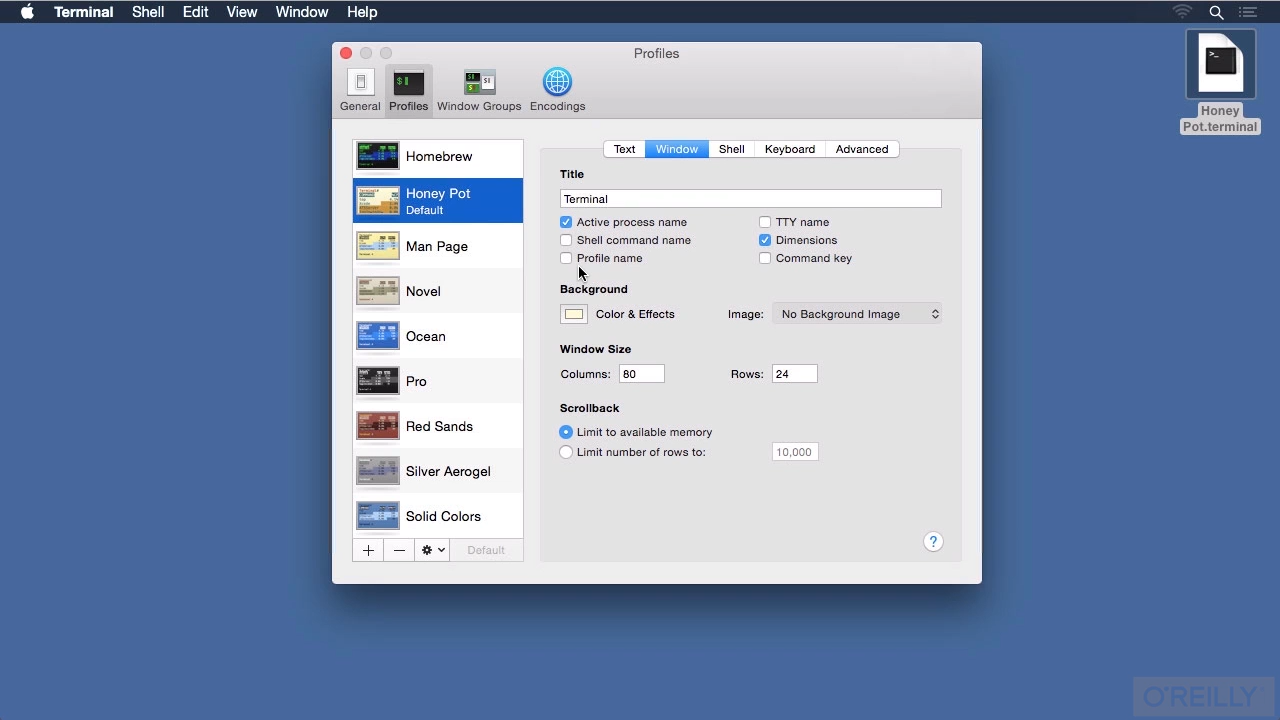 Terminal Shell Edit View Window Help
Profiles
General Profiles Window Groups Encodings
Honey
Pot.terminal
Homebrew
Honey Pot
Default
Man Page
Novel
Ocean
Pro
Red Sands
Silver Aerogel
Solid Colors
+ − Default
Text Window Shell Keyboard Advanced
Title
Terminal
Active process name TTY name
Shell command name Dimensions
Profile name Command key
Background
Color & Effects Image: No Background Image
Window Size
Columns: 80 Rows: 24
Scrollback
Limit to available memory
Limit number of rows to: 10,000
?
O'REILLY